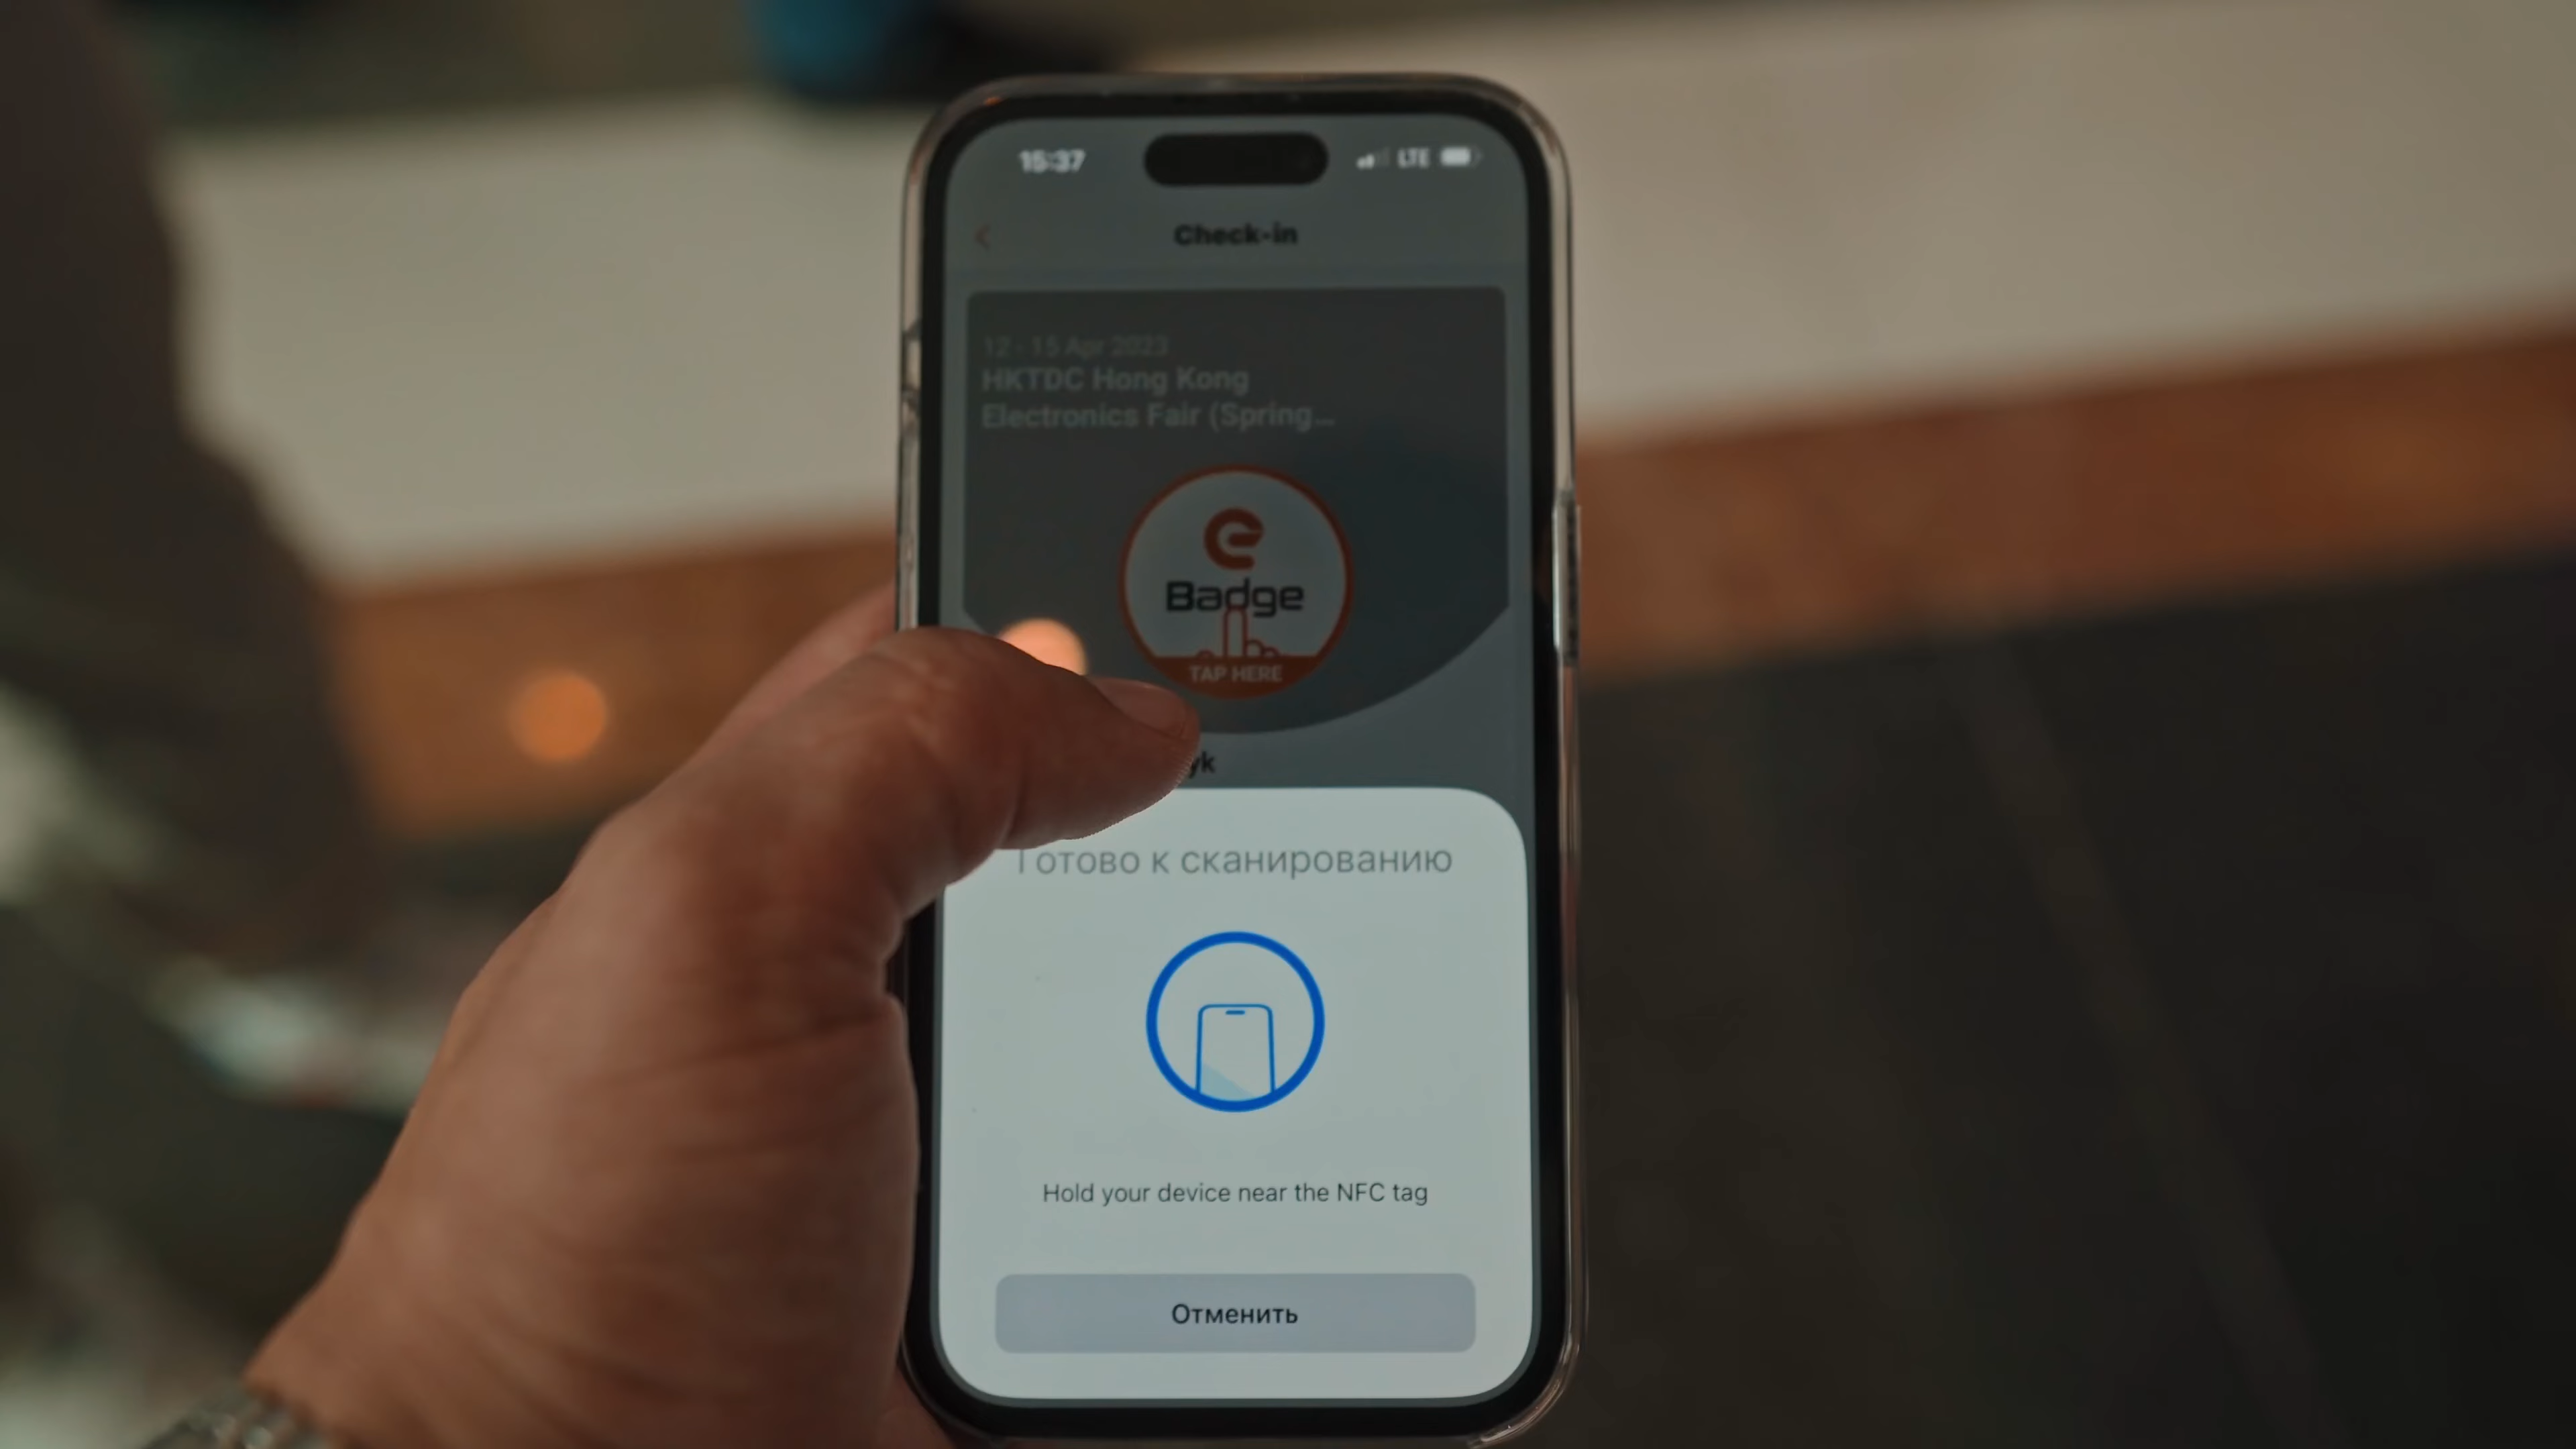 15:37
LTE
Check-in
12 - 15 Apr 2023
HKTDC Hong Kong
Electronics Fair (Spring...
e
Badge
TAP HERE
Готово к сканированию
Hold your device near the NFC tag
Отменить